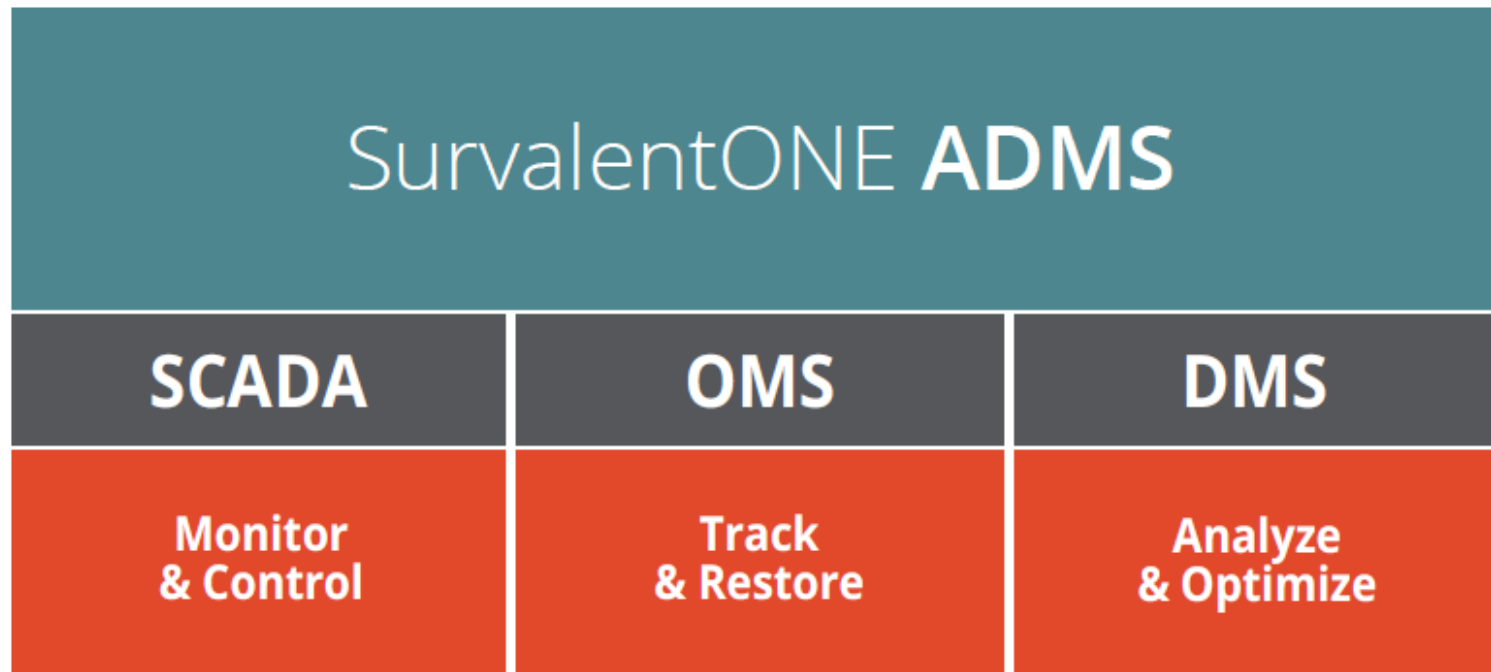 SurvalentONE ADMS
SCADA
OMS
DMS
Monitor
& Control
Track
& Restore
Analyze
& Optimize